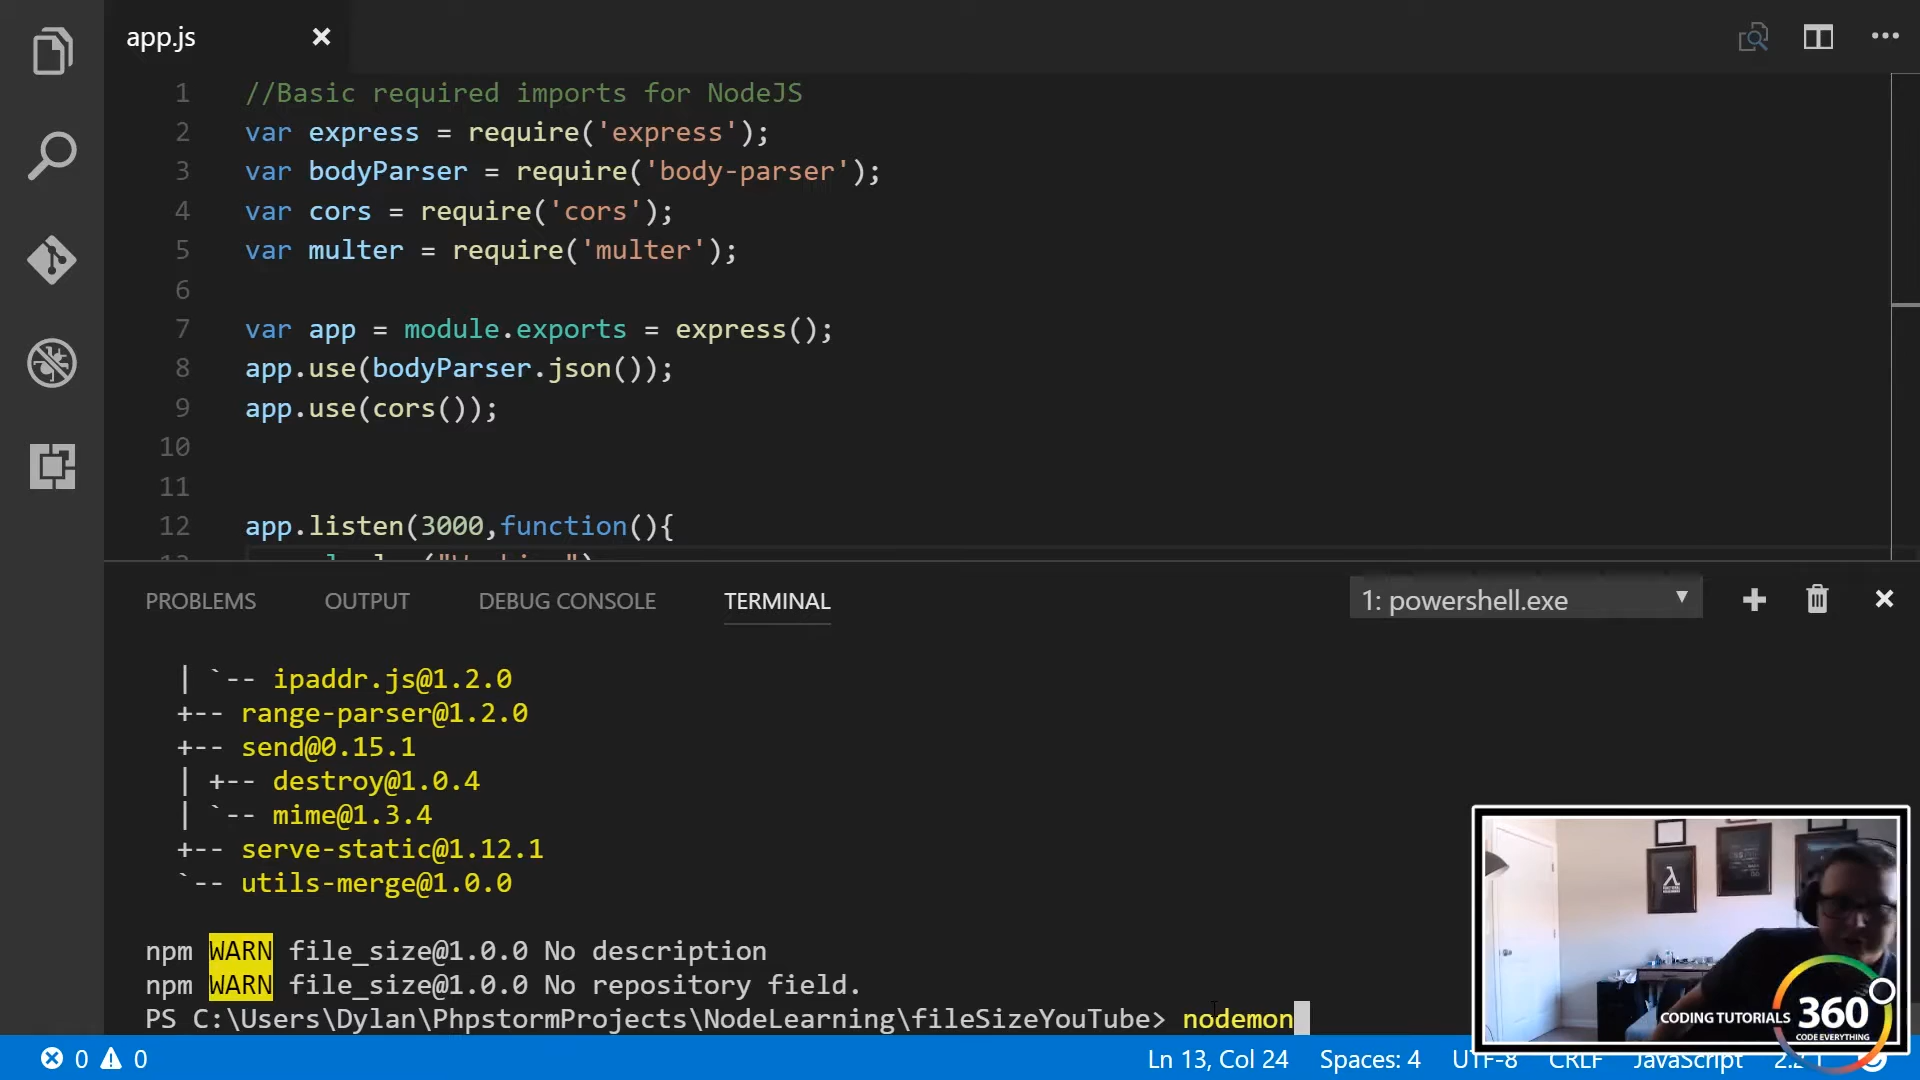 app.js
1 //Basic required imports for NodeJS
2 var express = require('express');
3 var bodyParser = require('body-parser');
4 var cors = require('cors');
5 var multer = require('multer');
6
7 var app = module.exports = express();
8 app.use(bodyParser.json());
9 app.use(cors());
10
11
12 app.listen(3000,function(){
PROBLEMS OUTPUT DEBUG CONSOLE TERMINAL 1: powershell.exe
| `-- ipaddr.js@1.2.0
+-- range-parser@1.2.0
+-- send@0.15.1
| +-- destroy@1.0.4
| `-- mime@1.3.4
+-- serve-static@1.12.1
`-- utils-merge@1.0.0
npm WARN file_size@1.0.0 No description
npm WARN file_size@1.0.0 No repository field.
PS C:\Users\Dylan\PhpstormProjects\NodeLearning\fileSizeYouTube> nodemon
CODING TUTORIALS 360
CODE EVERYTHING
0 0 Ln 13, Col 24 Spaces: 4 UTF-8 CRLF JavaScript